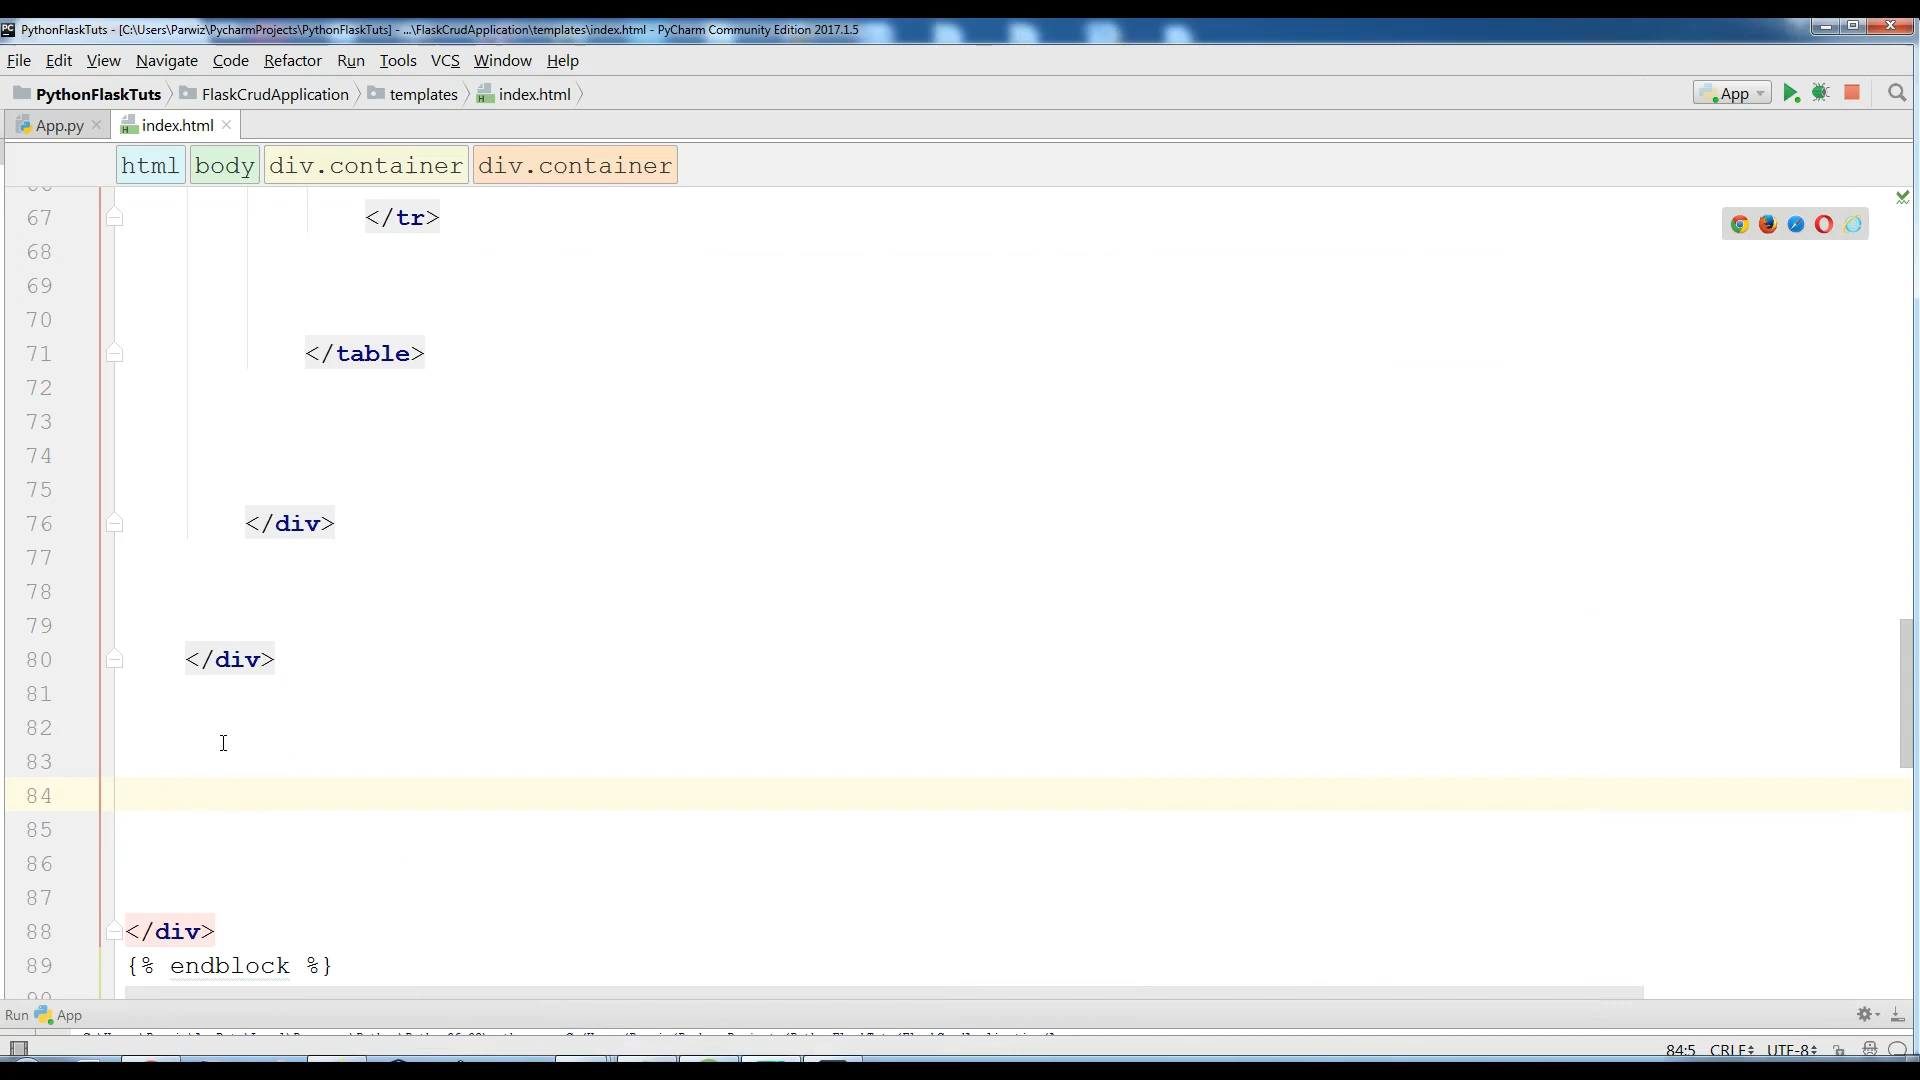 PythonFlaskTuts - [C:\Users\Parwiz\PycharmProjects\PythonFlaskTuts] - ...\FlaskCrudApplication\templates\index.html - PyCharm Community Edition 2017.1.5
File Edit View Navigate Code Refactor Run Tools VCS Window Help
PythonFlaskTuts FlaskCrudApplication templates index.html App
App.py index.html
html body div.container div.container
67 </tr>
68
69
70
71 </table>
72
73
74
75
76 </div>
77
78
79
80 </div>
81
82
83
84
85
86
87
88 </div>
89 {% endblock %}
90
Run App
84:5 CRLF UTF-8